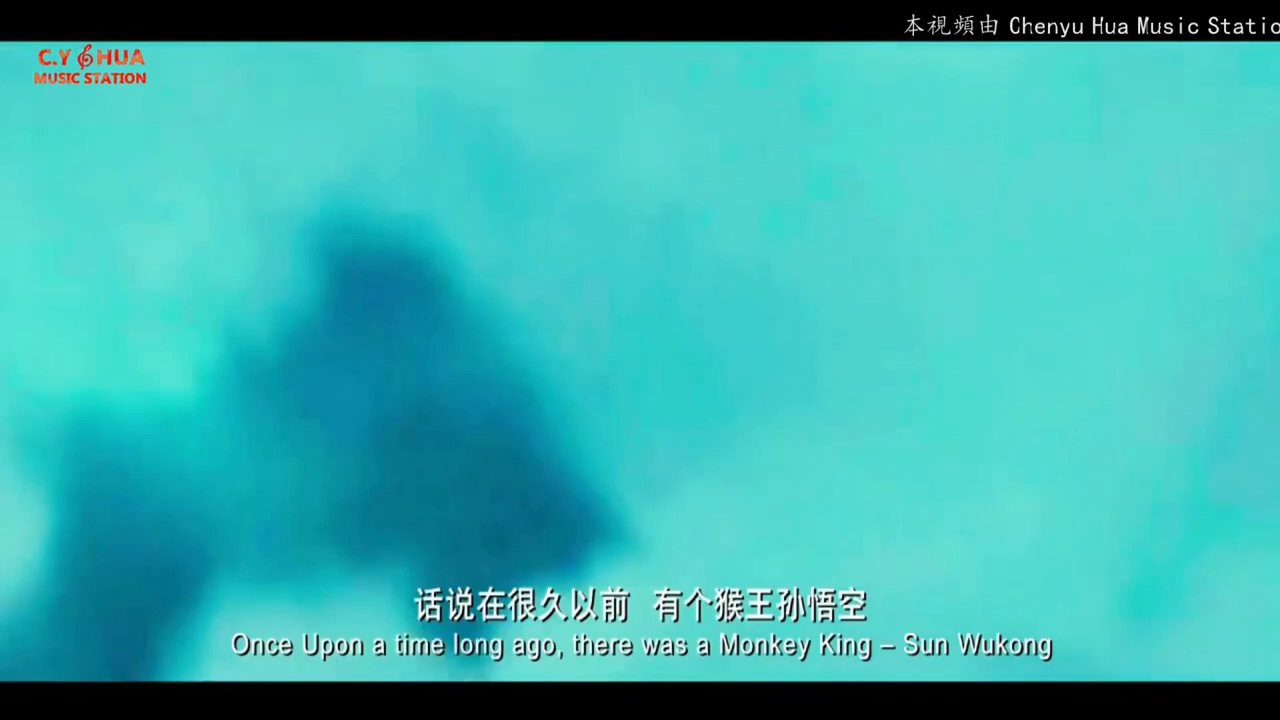 本視頻由 Chenyu Hua Music Statio
C.Y HUA
MUSIC STATION
话说在很久以前 有个猴王孙悟空
Once Upon a time long ago, there was a Monkey King – Sun Wukong